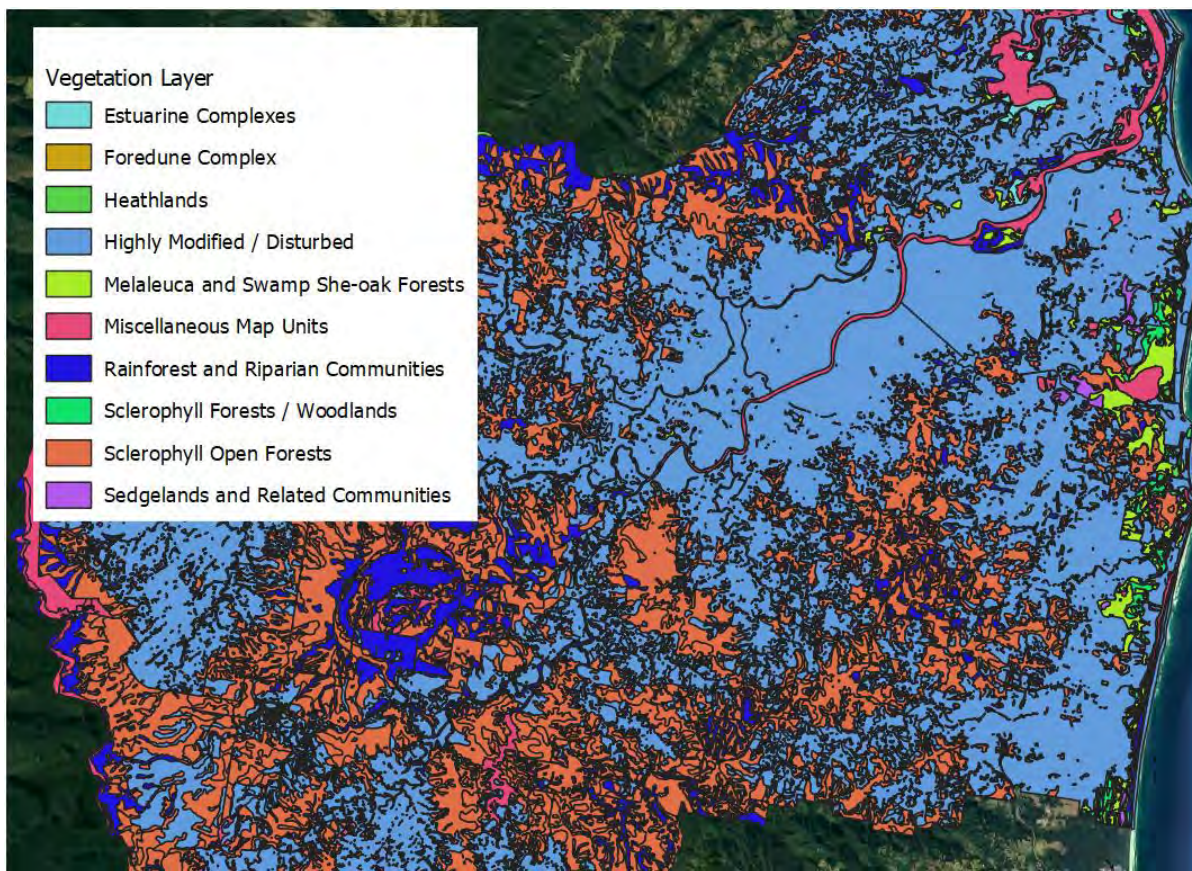 Vegetation Layer
Estuarine Complexes
Foredune Complex
Heathlands
Highly Modified / Disturbed
Melaleuca and Swamp She-oak Forests
Miscellaneous Map Units
Rainforest and Riparian Communities
Sclerophyll Forests / Woodlands
Sclerophyll Open Forests
Sedgelands and Related Communities